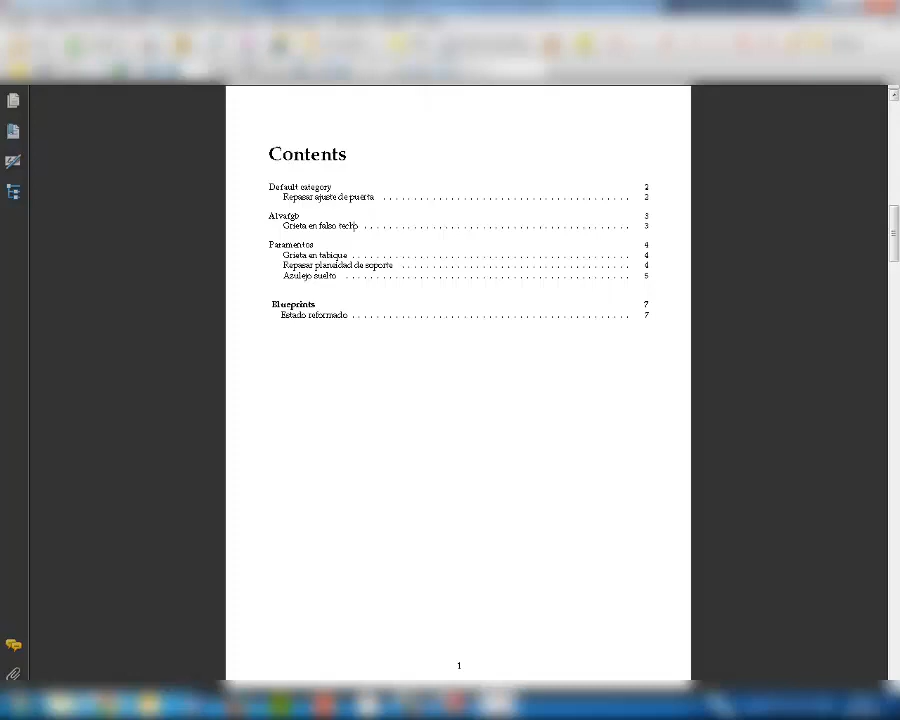 Contents
Default category 2
Repasar ajuste de puerta . . . . . . . . . . . . . . . . . . . . . . . . . . . . . . . . . . . . . . . . 2
Alvafgb 3
Grieta en falso techo . . . . . . . . . . . . . . . . . . . . . . . . . . . . . . . . . . . . . . . . . . . 3
Paramentos 4
Grieta en tabique . . . . . . . . . . . . . . . . . . . . . . . . . . . . . . . . . . . . . . . . . . . . . 4
Repasar planeidad de soporte . . . . . . . . . . . . . . . . . . . . . . . . . . . . . . . . . . . . . 4
Azulejo suelto . . . . . . . . . . . . . . . . . . . . . . . . . . . . . . . . . . . . . . . . . . . . . . 5
Blueprints 7
Estado reformado . . . . . . . . . . . . . . . . . . . . . . . . . . . . . . . . . . . . . . . . . . . . . 7
1